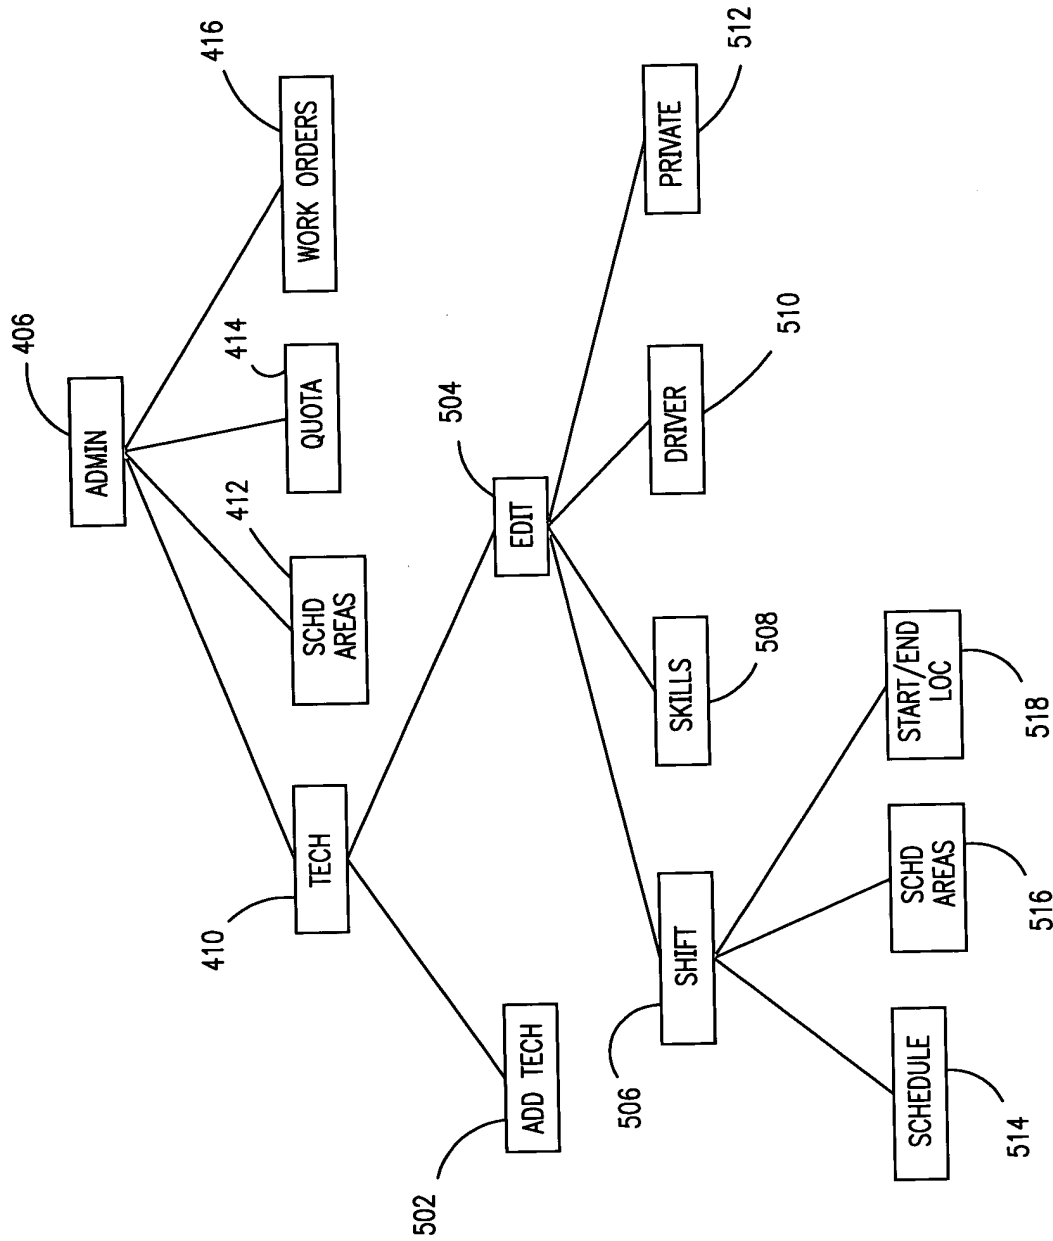 406
ADMIN
410
TECH
412
SCHD
AREAS
414
QUOTA
416
WORK ORDERS
502
ADD TECH
504
EDIT
506
SHIFT
SKILLS
508
DRIVER
510
PRIVATE
512
SCHEDULE
514
SCHD
AREAS
516
START/END
LOC
518